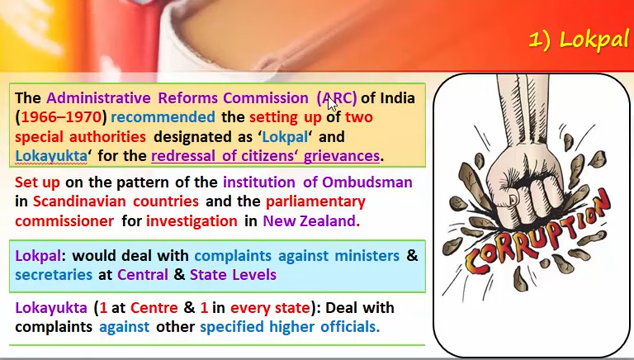 1) Lokpal
The Administrative Reforms Commission (ARC) of India
(1966–1970) recommended the setting up of two
special authorities designated as ‘Lokpal‘ and
Lokayukta‘ for the redressal of citizens‘ grievances.
Set up on the pattern of the institution of Ombudsman
in Scandinavian countries and the parliamentary
commissioner for investigation in New Zealand.
Lokpal: would deal with complaints against ministers &
secretaries at Central & State Levels
Lokayukta (1 at Centre & 1 in every state): Deal with
complaints against other specified higher officials.
CORRUPTION